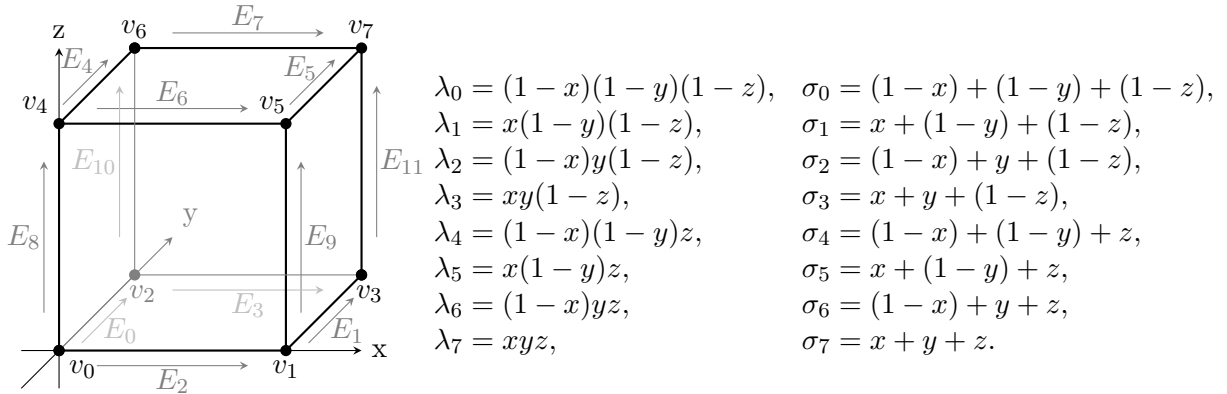 z
v₆
E₇
v₇
E₄
E₅
v₄
E₆
v₅
E₁₀
E₁₁
y
E₈
E₉
v₂
v₃
E₃
E₀
E₁
x
v₀
E₂
v₁
λ₀ = (1 − x)(1 − y)(1 − z), σ₀ = (1 − x) + (1 − y) + (1 − z),
λ₁ = x(1 − y)(1 − z), σ₁ = x + (1 − y) + (1 − z),
λ₂ = (1 − x)y(1 − z), σ₂ = (1 − x) + y + (1 − z),
λ₃ = xy(1 − z), σ₃ = x + y + (1 − z),
λ₄ = (1 − x)(1 − y)z, σ₄ = (1 − x) + (1 − y) + z,
λ₅ = x(1 − y)z, σ₅ = x + (1 − y) + z,
λ₆ = (1 − x)yz, σ₆ = (1 − x) + y + z,
λ₇ = xyz, σ₇ = x + y + z.